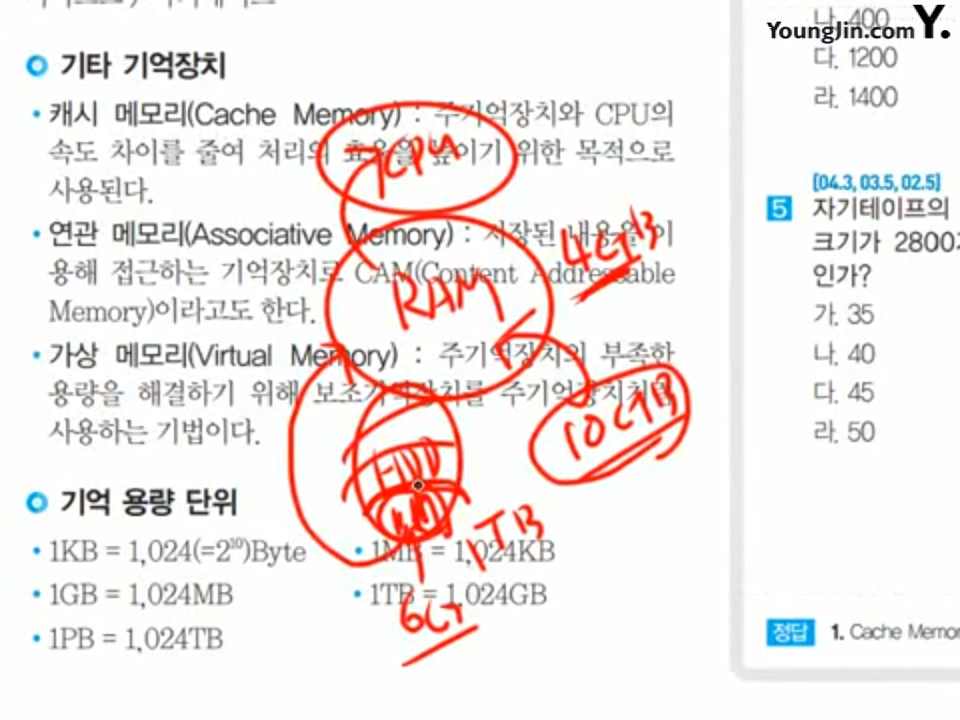 YoungJin.com Y.
기타 기억장치
• 캐시 메모리(Cache Memory) : 주기억장치와 CPU의
속도 차이를 줄여 처리의 효율을 높이기 위한 목적으로
사용된다.
• 연관 메모리(Associative Memory) : 저장된 내용을 이
용해 접근하는 기억장치로 CAM(Content Addressable
Memory)이라고도 한다.
• 가상 메모리(Virtual Memory) : 주기억장치의 부족한
용량을 해결하기 위해 보조기억장치를 주기억장치처럼
사용하는 기법이다.
기억 용량 단위
• 1KB = 1,024(=2¹⁰)Byte • 1MB = 1,024KB
• 1GB = 1,024MB • 1TB = 1,024GB
• 1PB = 1,024TB
CPU
RAM
4GB
10GB
HDD
1TB
6G
나. 400
다. 1200
라. 1400
[04.3, 03.5, 02.5]
5 자기테이프의
크기가 2800
인가?
가. 35
나. 40
다. 45
라. 50
정답 1. Cache Memor